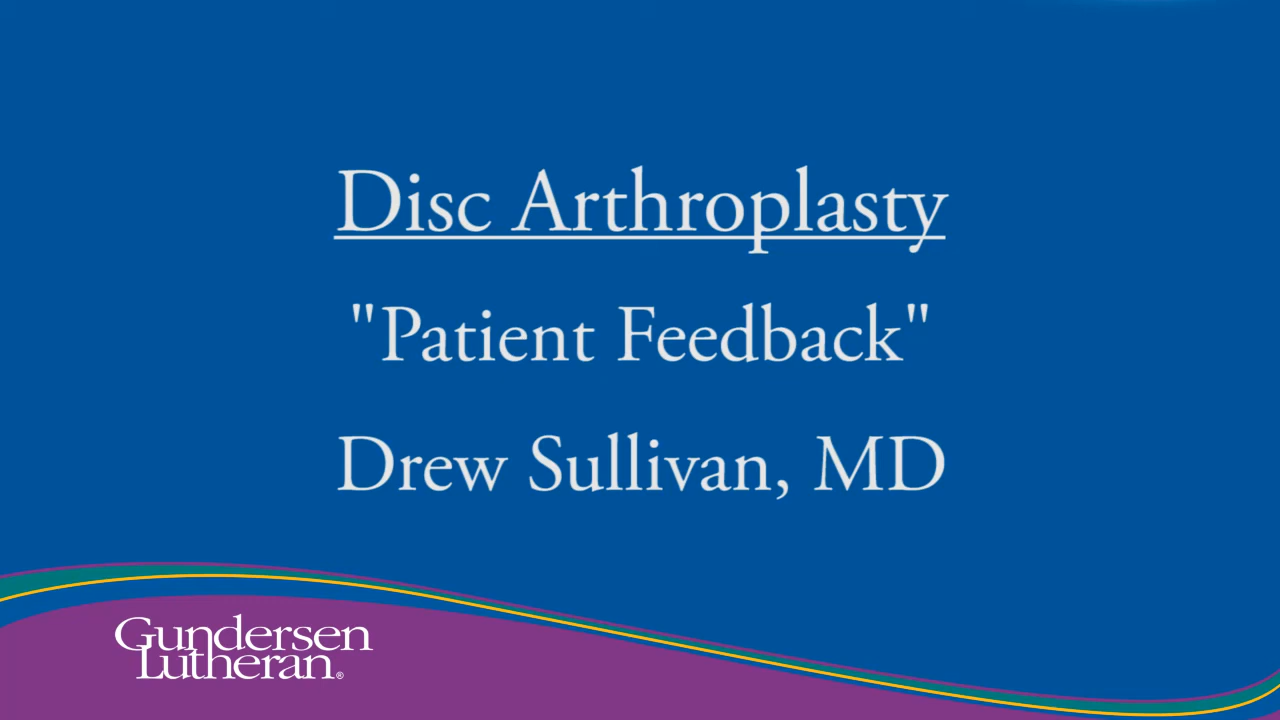 Disc Arthroplasty
"Patient Feedback"
Drew Sullivan, MD
Gundersen
Lutheran®